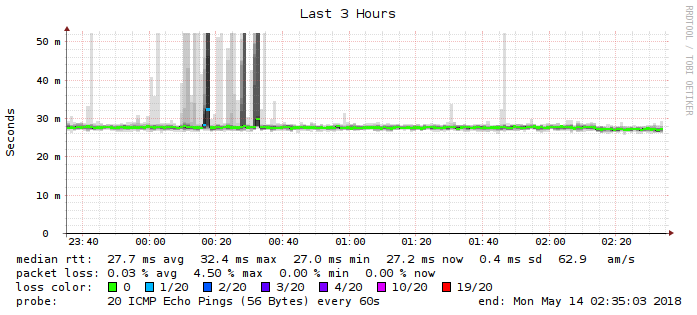 Last 3 Hours
RRDTOOL / TOBI OETIKER
Seconds
50 m
40 m
30 m
20 m
10 m
0
23:40 00:00 00:20 00:40 01:00 01:20 01:40 02:00 02:20
median rtt: 27.7 ms avg 32.4 ms max 27.0 ms min 27.2 ms now 0.4 ms sd 62.9 am/s
packet loss: 0.03 % avg 4.50 % max 0.00 % min 0.00 % now
loss color: 0 1/20 2/20 3/20 4/20 10/20 19/20
probe: 20 ICMP Echo Pings (56 Bytes) every 60s end: Mon May 14 02:35:03 2018